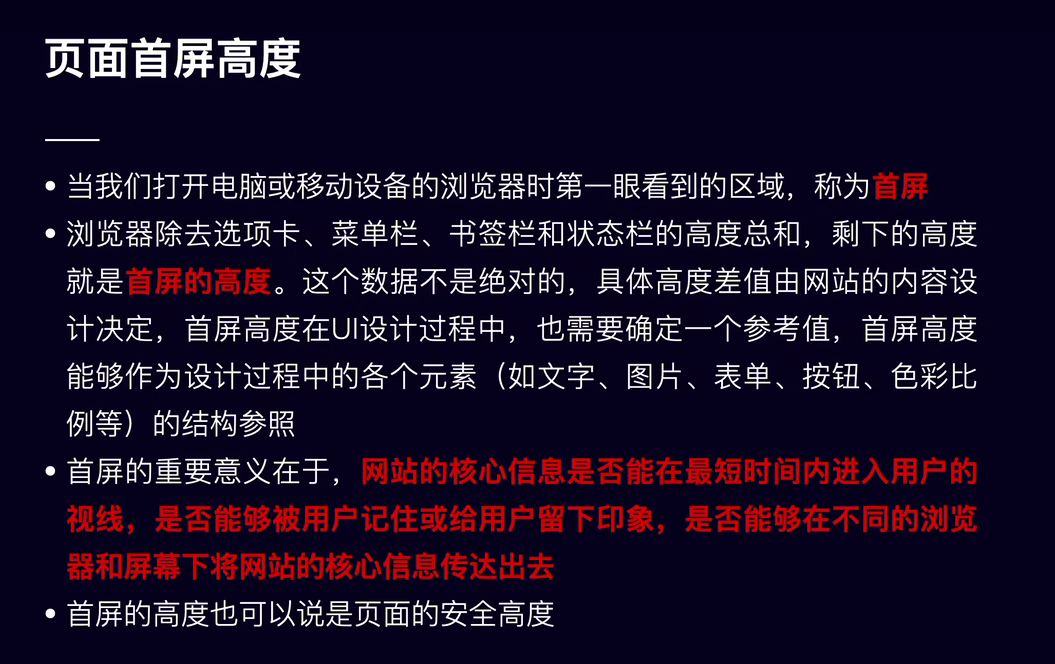 页面首屏高度
• 当我们打开电脑或移动设备的浏览器时第一眼看到的区域，称为首屏
• 浏览器除去选项卡、菜单栏、书签栏和状态栏的高度总和，剩下的高度
就是首屏的高度。这个数据不是绝对的，具体高度差值由网站的内容设
计决定，首屏高度在UI设计过程中，也需要确定一个参考值，首屏高度
能够作为设计过程中的各个元素（如文字、图片、表单、按钮、色彩比
例等）的结构参照
• 首屏的重要意义在于，网站的核心信息是否能在最短时间内进入用户的
视线，是否能够被用户记住或给用户留下印象，是否能够在不同的浏览
器和屏幕下将网站的核心信息传达出去
• 首屏的高度也可以说是页面的安全高度